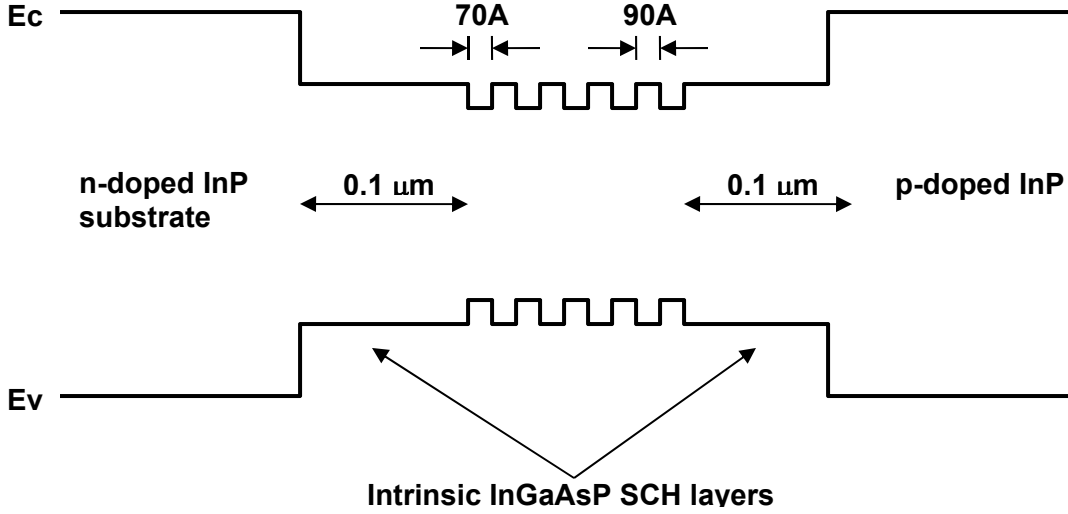 Ec
70A
90A
n-doped InP
substrate
0.1 μm
0.1 μm
p-doped InP
Ev
Intrinsic InGaAsP SCH layers